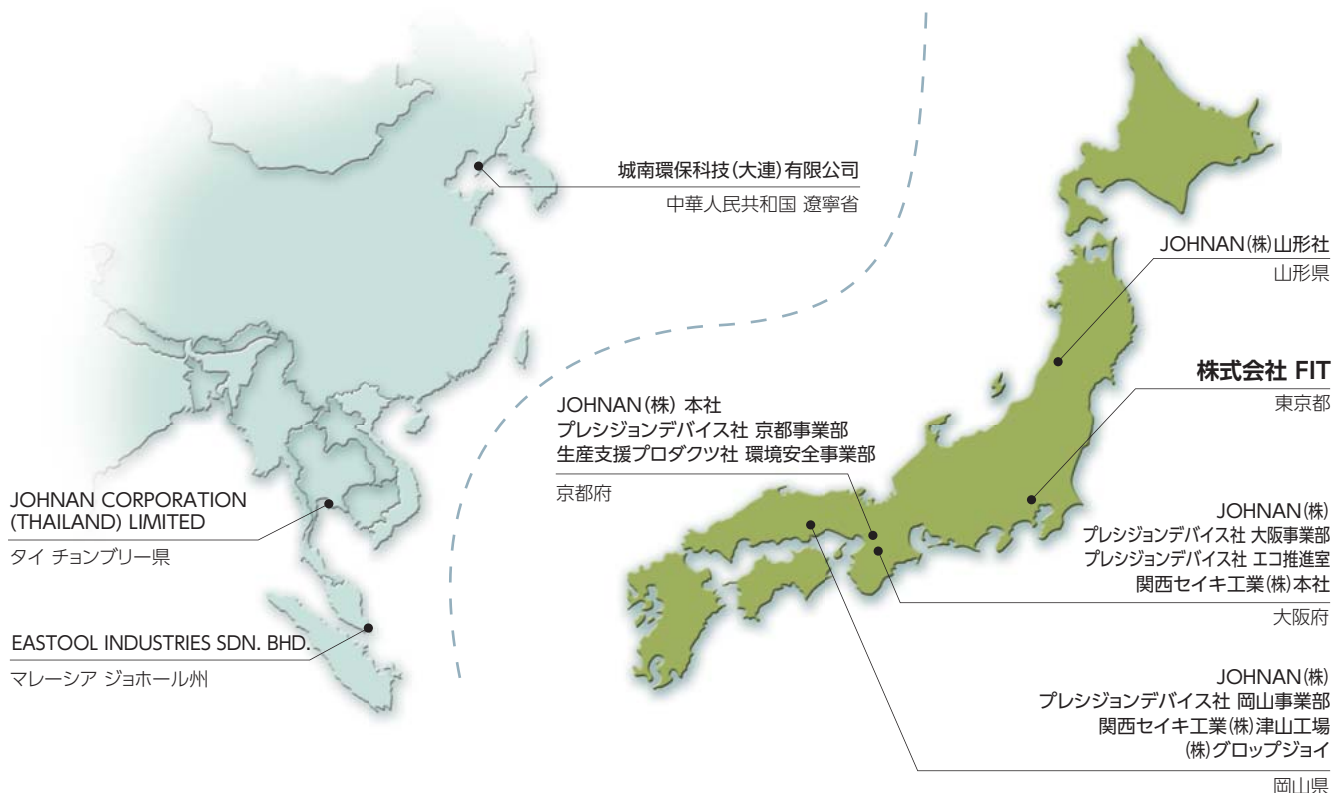 城南環保科技(大連)有限公司
中華人民共和国 遼寧省
JOHNAN CORPORATION
(THAILAND) LIMITED
タイ チョンブリー県
EASTOOL INDUSTRIES SDN. BHD.
マレーシア ジョホール州
JOHNAN(株)山形社
山形県
株式会社 FIT
東京都
JOHNAN(株) 本社
プレシジョンデバイス社 京都事業部
生産支援プロダクツ社 環境安全事業部
京都府
JOHNAN(株)
プレシジョンデバイス社 大阪事業部
プレシジョンデバイス社 エコ推進室
関西セイキ工業(株)本社
大阪府
JOHNAN(株)
プレシジョンデバイス社 岡山事業部
関西セイキ工業(株)津山工場
(株)グロップジョイ
岡山県